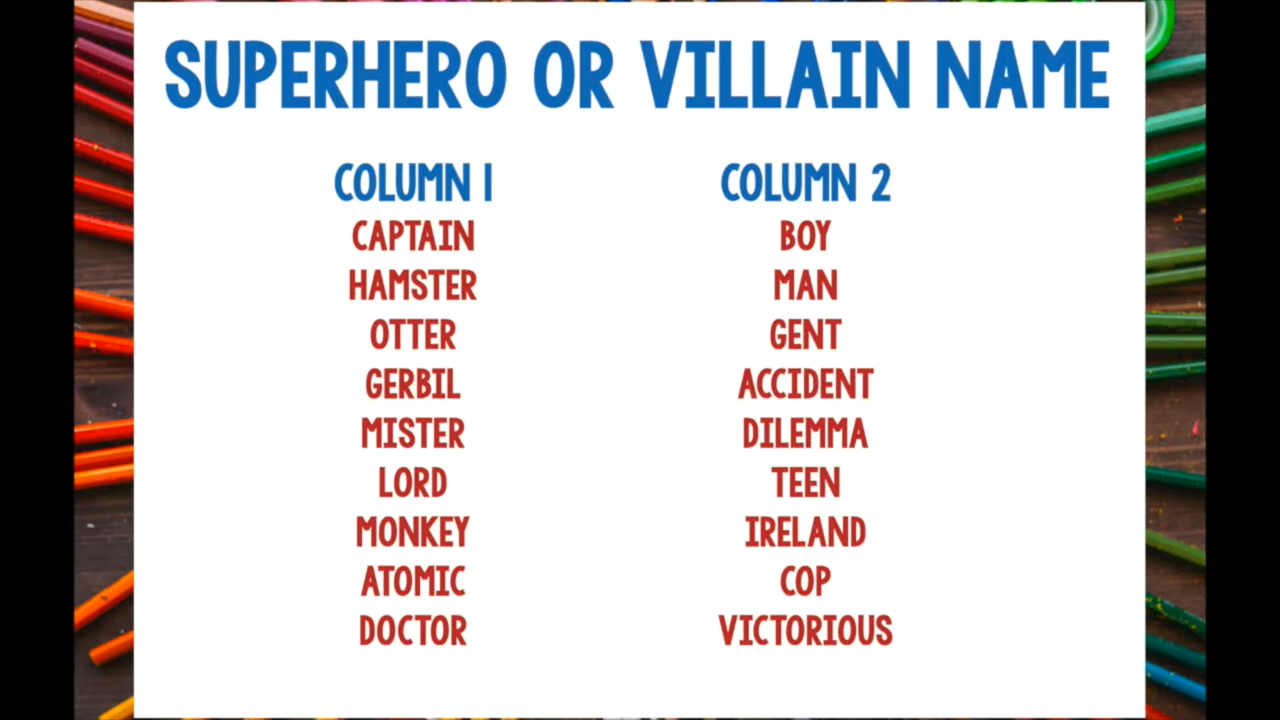 SUPERHERO OR VILLAIN NAME
COLUMN 1 COLUMN 2
CAPTAIN BOY
HAMSTER MAN
OTTER GENT
GERBIL ACCIDENT
MISTER DILEMMA
LORD TEEN
MONKEY IRELAND
ATOMIC COP
DOCTOR VICTORIOUS